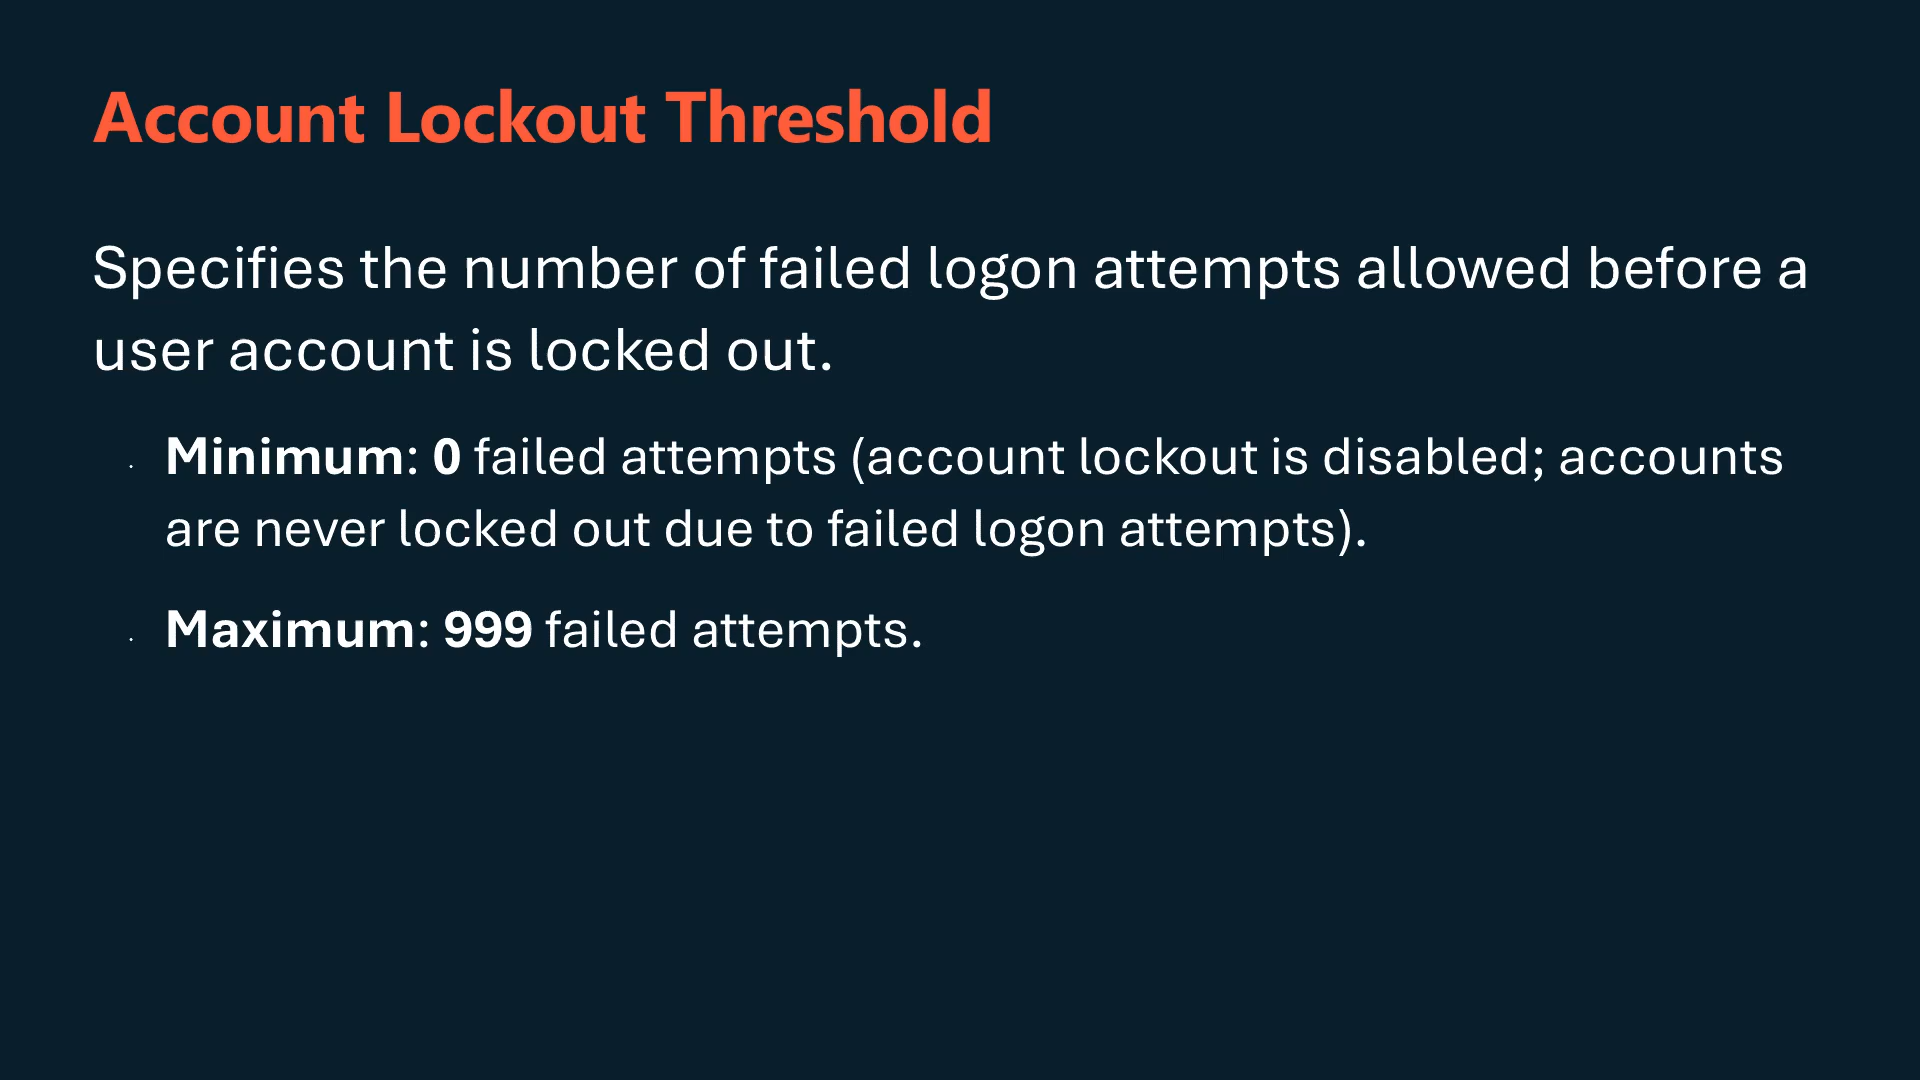 Account Lockout Threshold
Specifies the number of failed logon attempts allowed before a
user account is locked out.
· Minimum: 0 failed attempts (account lockout is disabled; accounts
are never locked out due to failed logon attempts).
· Maximum: 999 failed attempts.